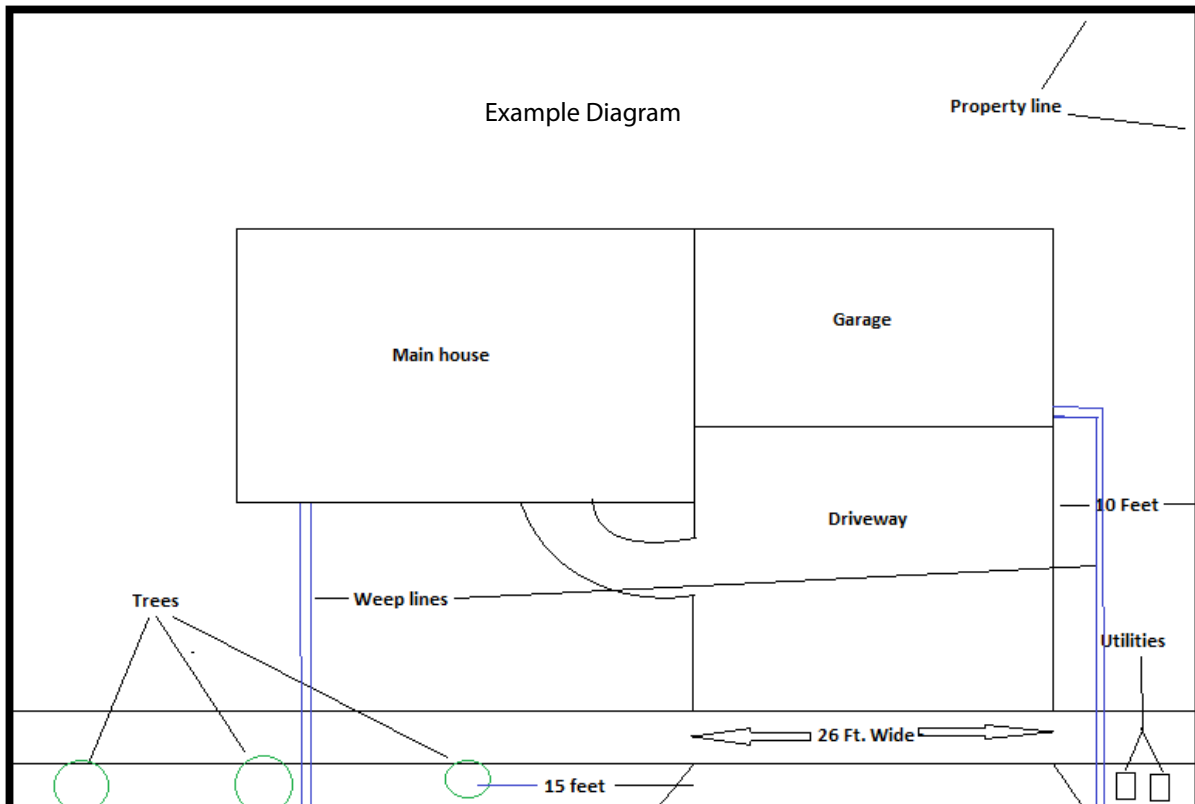 Example Diagram
Property line
Garage
Main house
10 Feet
Driveway
Trees
Weep lines
Utilities
26 Ft. Wide
15 feet